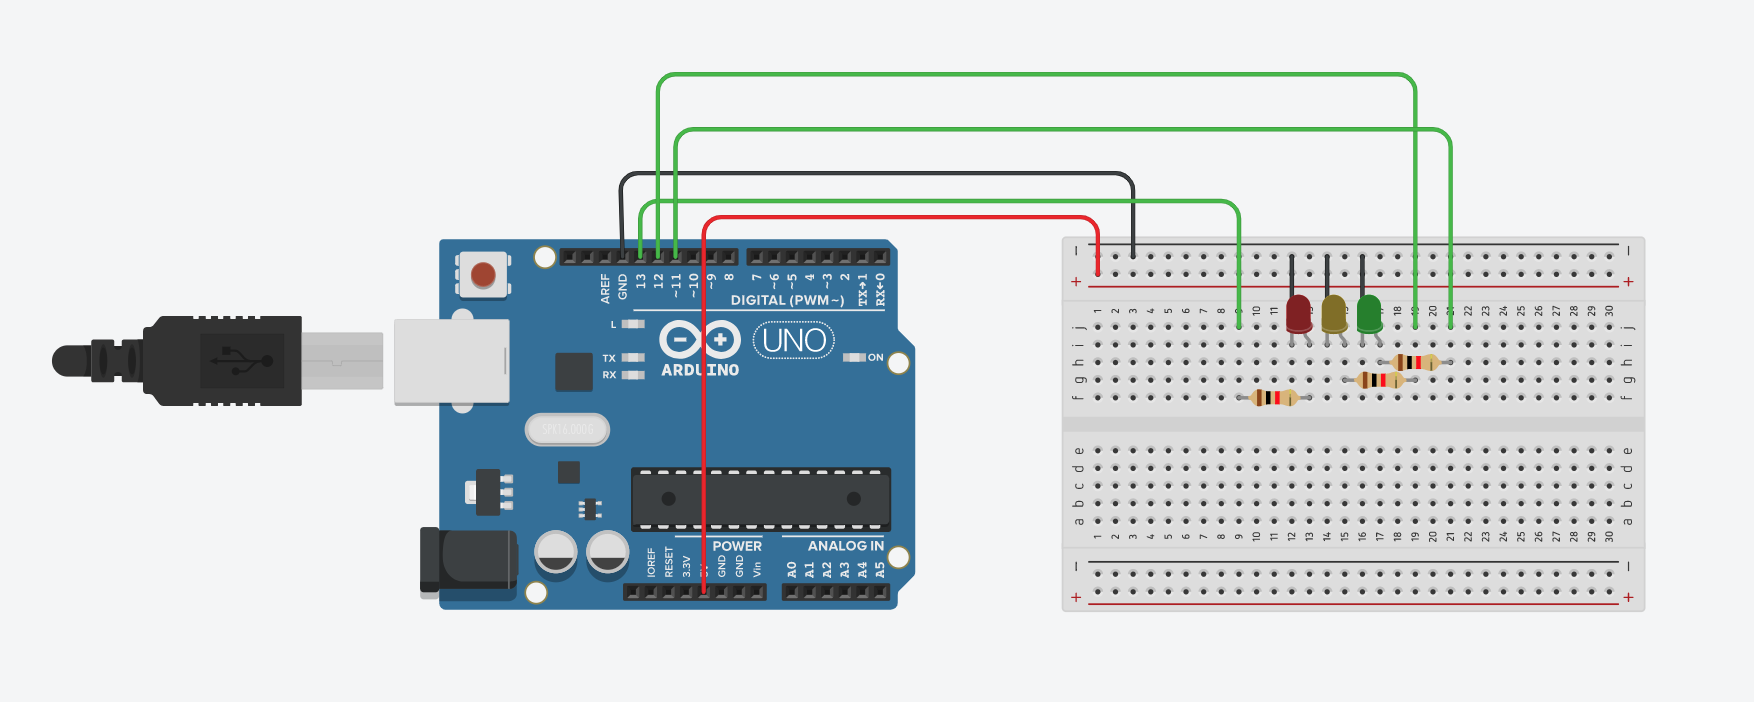 AREF GND 13 12 ~11 ~10 ~9 8 7 ~6 ~5 ~4 ~3 2 TX→1 RX←0
DIGITAL (PWM~)
L
TX
RX
ARDUINO
UNO
ON
SPK16.000G
POWER
ANALOG IN
IOREF RESET 3.3V GND GND Vin A0 A1 A2 A3 A4 A5
− −
+ +
1 2 3 4 5 6 7 8 10 11 12 14 16 18 19 20 21 22 23 24 25 26 27 28 29 30
j j
i i
h h
g g
f f
e e
d d
c c
b b
a a
1 2 3 4 5 6 7 8 9 10 11 12 13 14 15 16 17 18 19 20 21 22 23 24 25 26 27 28 29 30
− −
+ +